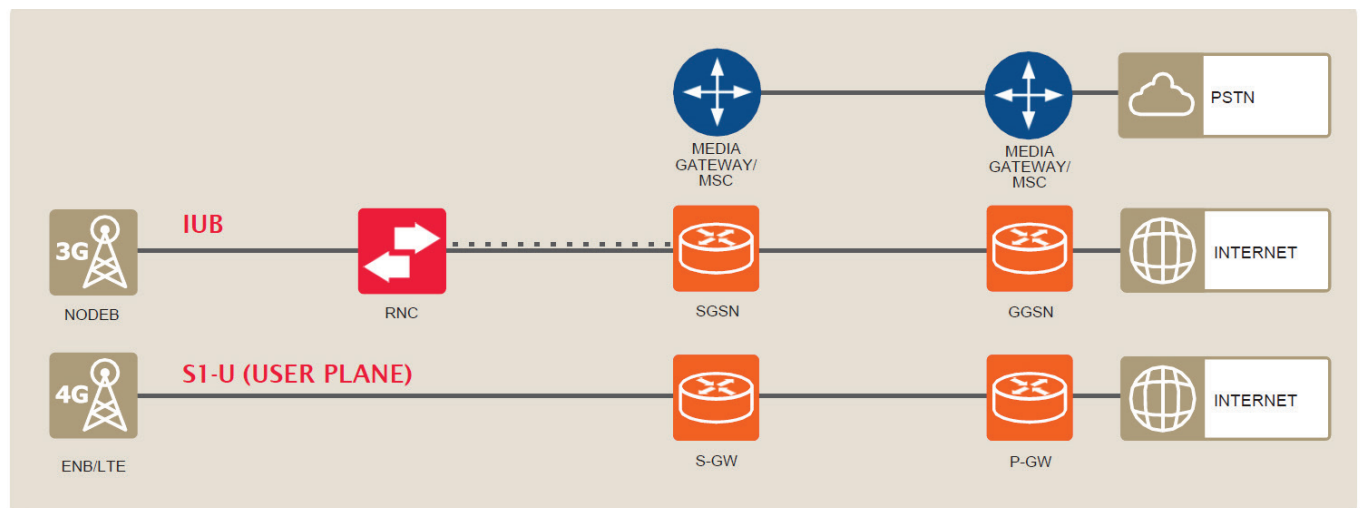 MEDIA
GATEWAY/
MSC
MEDIA
GATEWAY/
MSC
PSTN
3G
NODEB
IUB
RNC
SGSN
GGSN
INTERNET
4G
ENB/LTE
S1-U (USER PLANE)
S-GW
P-GW
INTERNET